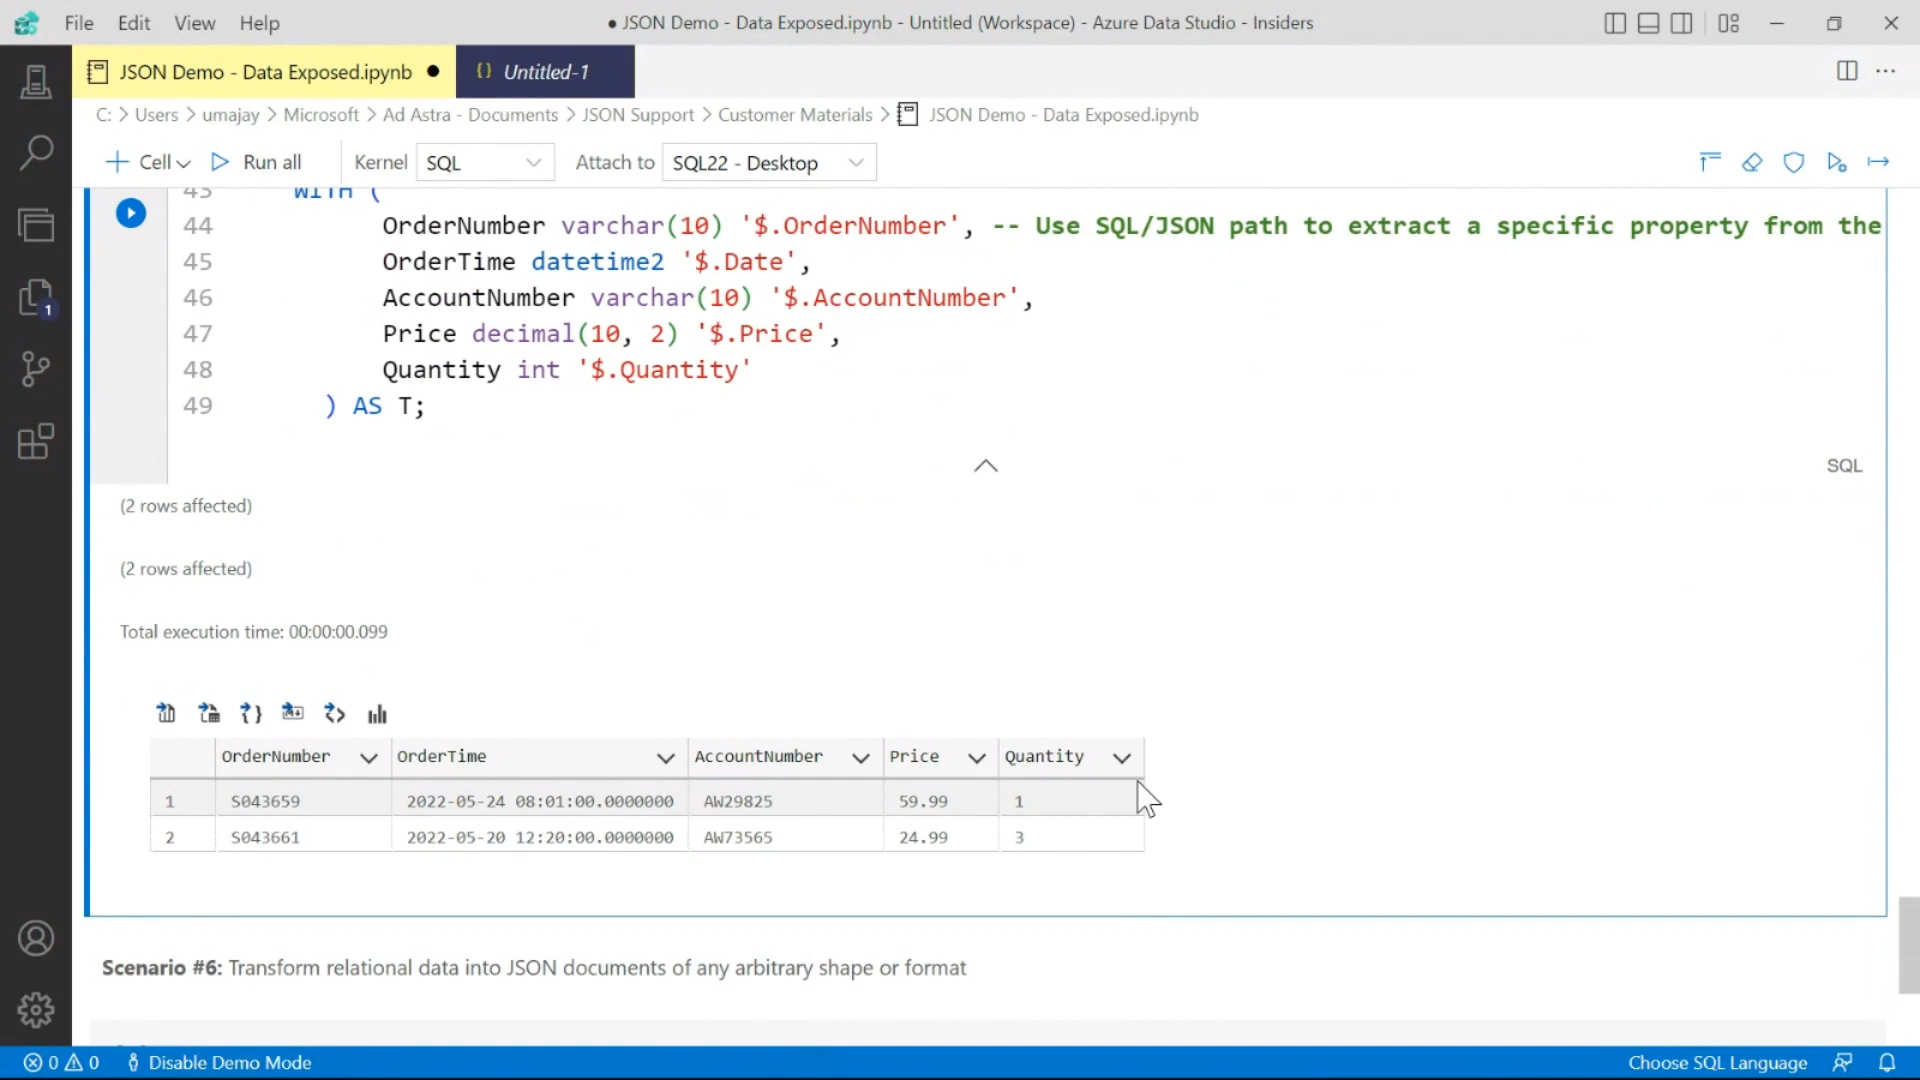 File Edit View Help
● JSON Demo - Data Exposed.ipynb - Untitled (Workspace) - Azure Data Studio - Insiders
JSON Demo - Data Exposed.ipynb ●
{} Untitled-1
C: > Users > umajay > Microsoft > Ad Astra - Documents > JSON Support > Customer Materials > JSON Demo - Data Exposed.ipynb
+ Cell Run all Kernel SQL Attach to SQL22 - Desktop
43 WITH (
44 OrderNumber varchar(10) '$.OrderNumber', -- Use SQL/JSON path to extract a specific property from the
45 OrderTime datetime2 '$.Date',
46 AccountNumber varchar(10) '$.AccountNumber',
47 Price decimal(10, 2) '$.Price',
48 Quantity int '$.Quantity'
49 ) AS T;
SQL
1
(2 rows affected)
(2 rows affected)
Total execution time: 00:00:00.099
OrderNumber OrderTime AccountNumber Price Quantity
1 SO43659 2022-05-24 08:01:00.0000000 AW29825 59.99 1
2 SO43661 2022-05-20 12:20:00.0000000 AW73565 24.99 3
Scenario #6: Transform relational data into JSON documents of any arbitrary shape or format
0 0 Disable Demo Mode
Choose SQL Language